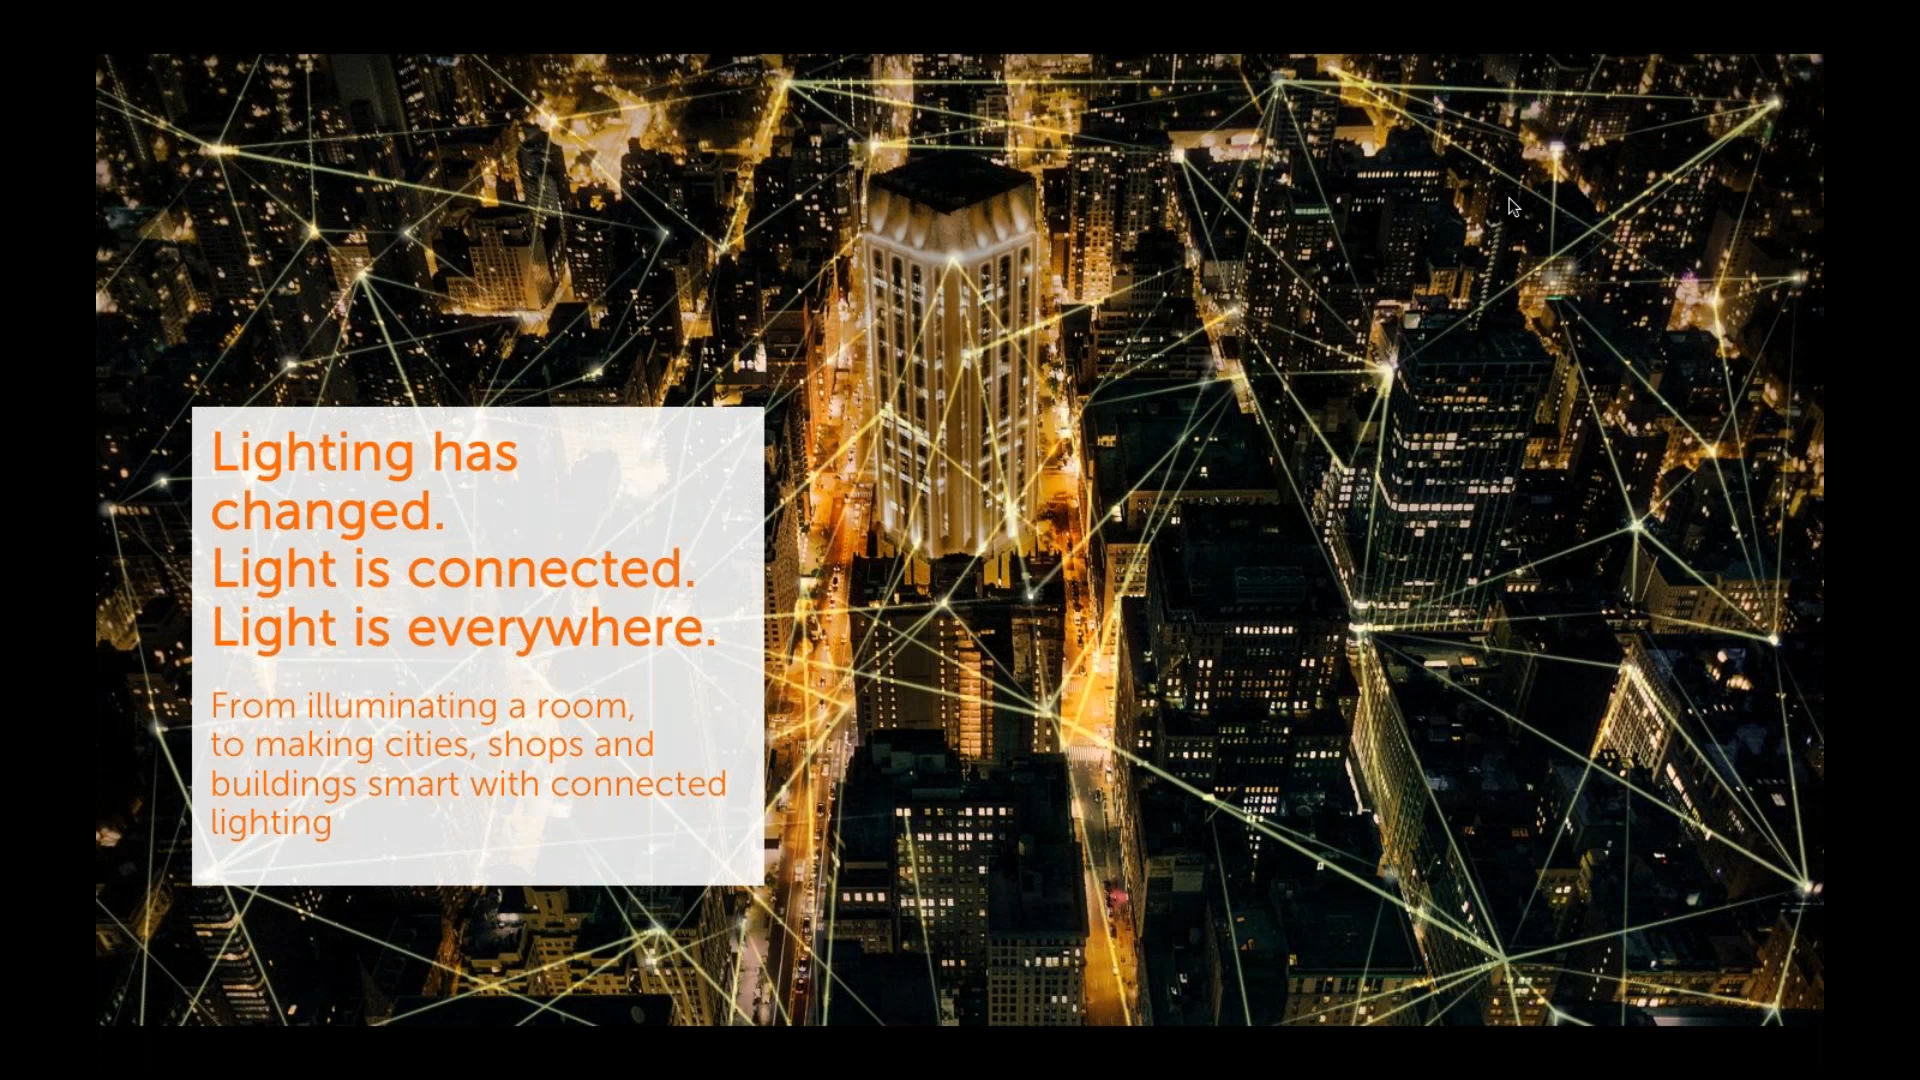 Lighting has
changed.
Light is connected.
Light is everywhere.
From illuminating a room,
to making cities, shops and
buildings smart with connected
lighting